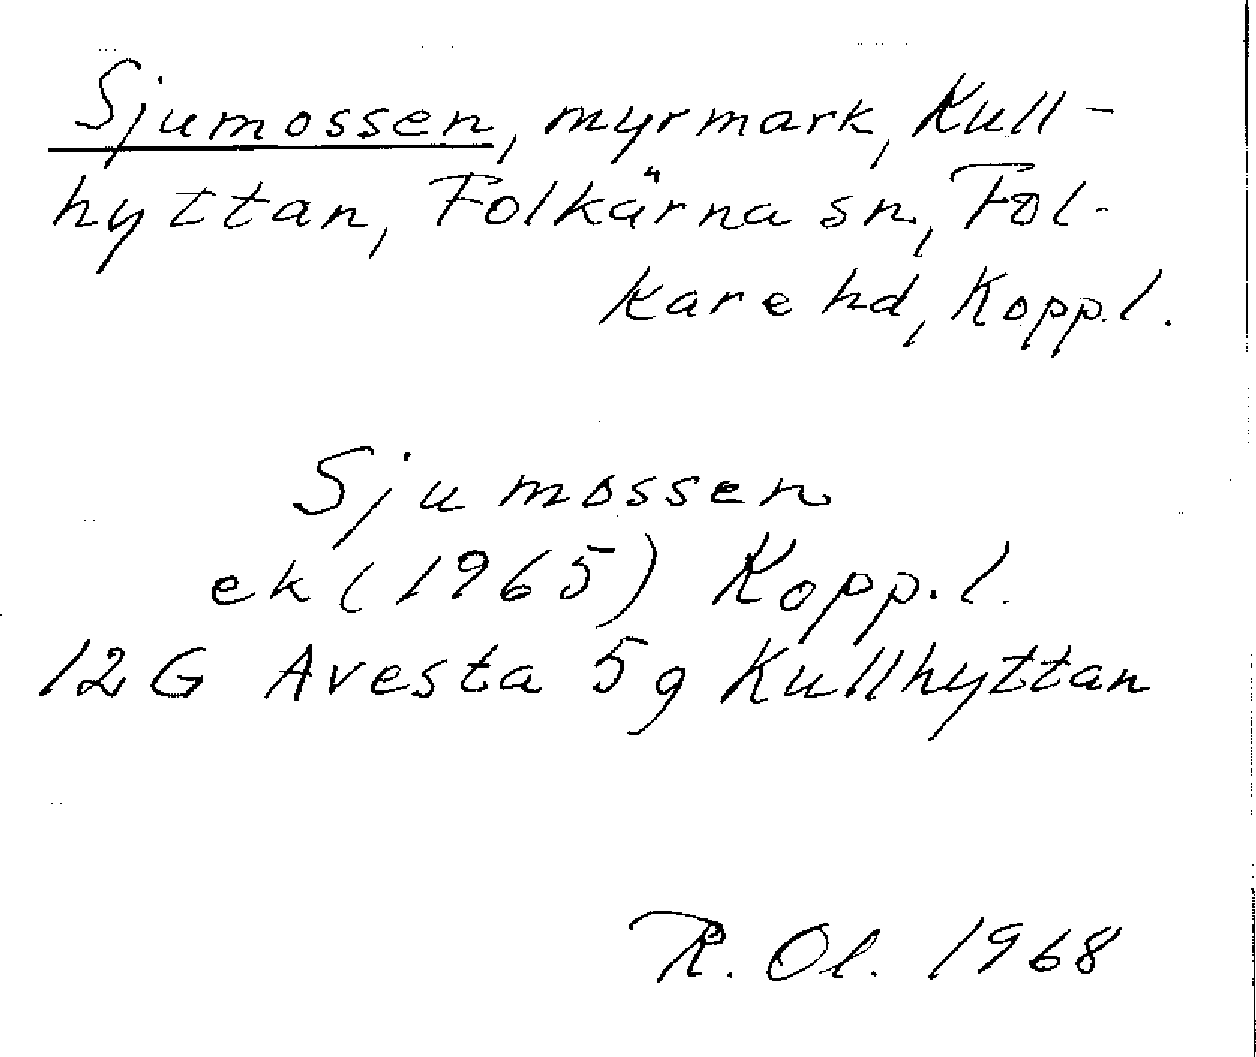 Sjumossen, myrmark, Kull-
hyttan, Folkärna sn, Fol-
kare hd, Kopp.l.
Sjumossen
ek (1965) Kopp.l.
12 G Avesta 5g Kullhyttan
R. Ol. 1968